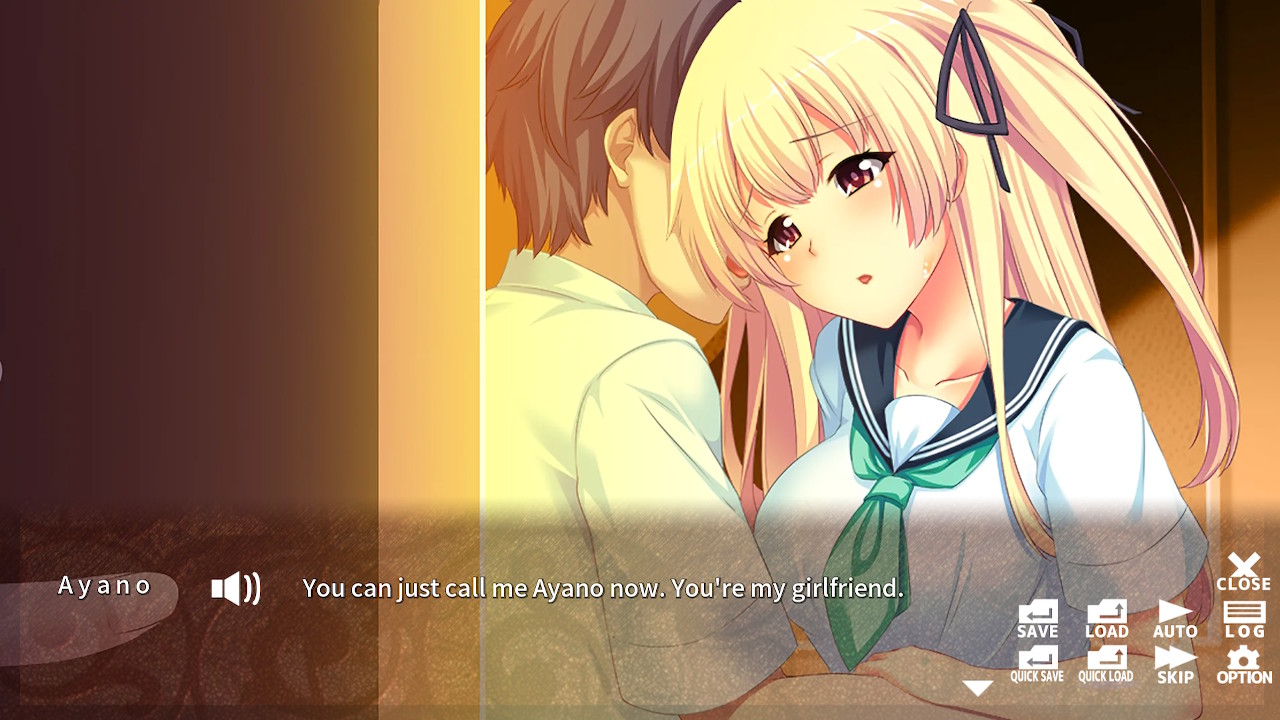 Ayano
You can just call me Ayano now. You're my girlfriend.
CLOSE
SAVE
LOAD
AUTO
LOG
QUICK SAVE
QUICK LOAD
SKIP
OPTION